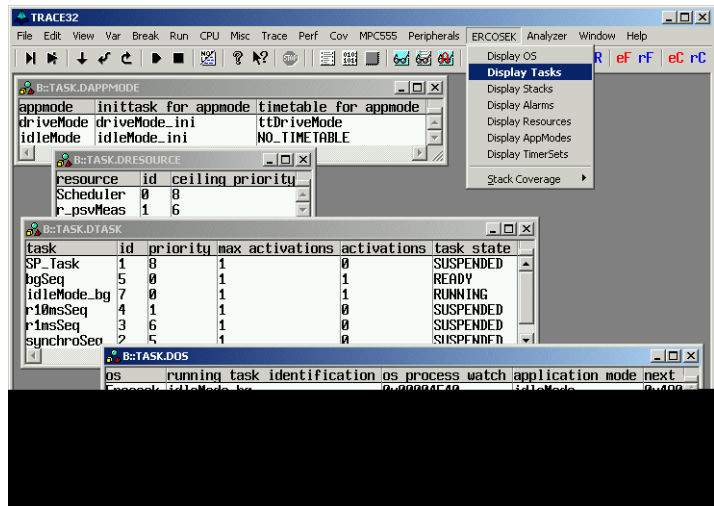 TRACE32
File Edit View Var Break Run CPU Misc Trace Perf Cov MPC555 Peripherals ERCOSEK Analyzer Window Help
R eF rF eC rC
Display OS
Display Tasks
Display Stacks
Display Alarms
Display Resources
Display AppModes
Display TimerSets
Stack Coverage
B::TASK.DAPPMODE
appmode inittask for appmode timetable for appmode
driveMode driveMode_ini ttDriveMode
idleMode idleMode_ini NO_TIMETABLE
B::TASK.DRESOURCE
resource id ceiling priority
Scheduler 0 8
r_psvMeas 1 6
B::TASK.DTASK
task id priority max activations activations task state
SP_Task 1 8 1 0 SUSPENDED
bgSeq 5 0 1 1 READY
idleMode_bg 7 0 1 1 RUNNING
r10msSeq 4 1 1 0 SUSPENDED
r1msSeq 3 6 1 0 SUSPENDED
synchroSeq 2 5 1 0 SUSPENDED
B::TASK.DOS
os running task identification os process watch application mode next